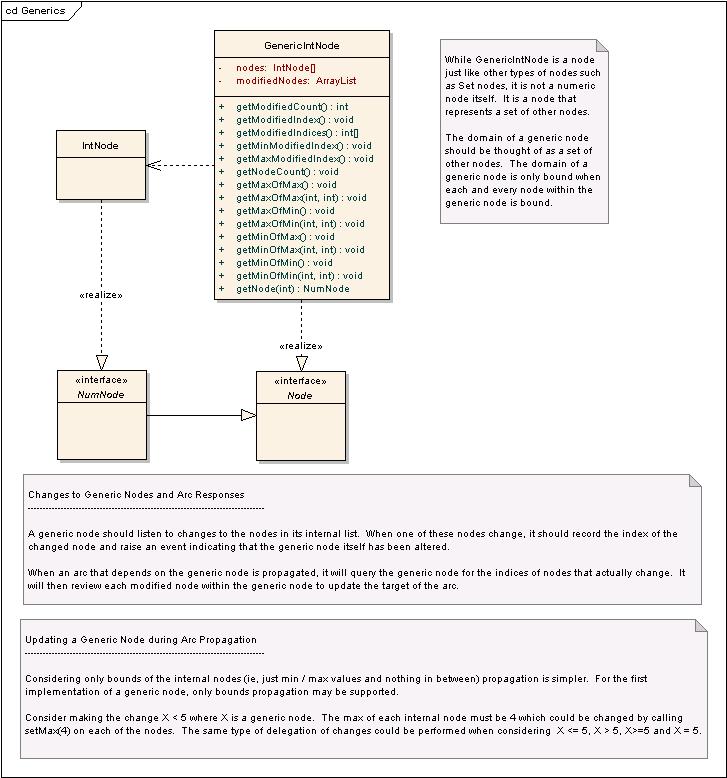 cd Generics
GenericIntNode
- nodes: IntNode[]
- modifiedNodes: ArrayList
+ getModifiedCount() : int
+ getModifiedIndex() : void
+ getModifiedIndices() : int[]
+ getMinModifiedIndex() : void
+ getMaxModifiedIndex() : void
+ getNodeCount() : void
+ getMaxOfMax() : void
+ getMaxOfMax(int, int) : void
+ getMaxOfMin() : void
+ getMaxOfMin(int, int) : void
+ getMinOfMax() : void
+ getMinOfMax(int, int) : void
+ getMinOfMin() : void
+ getMinOfMin(int, int) : void
+ getNode(int) : NumNode
While GenericIntNode is a node
just like other types of nodes such
as Set nodes, it is not a numeric
node itself. It is a node that
represents a set of other nodes.
The domain of a generic node
should be thought of as a set of
other nodes. The domain of a
generic node is only bound when
each and every node within the
generic node is bound.
IntNode
«realize»
«realize»
«interface»
NumNode
«interface»
Node
Changes to Generic Nodes and Arc Responses
------------------------------------------------------------------
A generic node should listen to changes to the nodes in its internal list. When one of these nodes change, it should record the index of the
changed node and raise an event indicating that the generic node itself has been altered.
When an arc that depends on the generic node is propagated, it will query the generic node for the indices of nodes that actually change. It
will then review each modified node within the generic node to update the target of the arc.
Updating a Generic Node during Arc Propagation
------------------------------------------------------------------
Considering only bounds of the internal nodes (ie, just min / max values and nothing in between) propagation is simpler. For the first
implementation of a generic node, only bounds propagation may be supported.
Consider making the change X < 5 where X is a generic node. The max of each internal node must be 4 which could be changed by calling
setMax(4) on each of the nodes. The same type of delegation of changes could be performed when considering X <= 5, X > 5, X>=5 and X = 5.